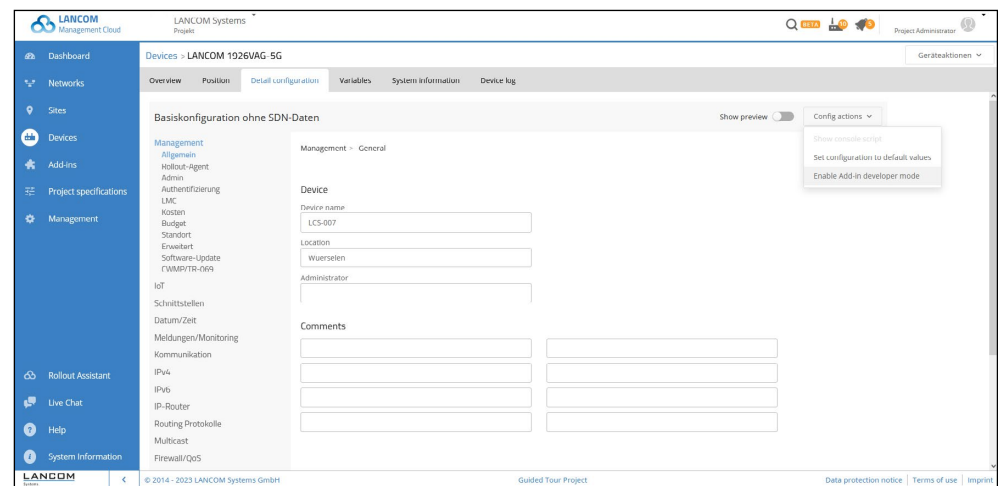 LANCOM
Management Cloud
LANCOM Systems
Projekt
BETA
Project Administrator
Dashboard
Networks
Sites
Devices
Add-ins
Project specifications
Management
Rollout Assistant
Live Chat
Help
System Information
LANCOM
Systems
Devices > LANCOM 1926VAG-5G
Geräteaktionen
Overview Position Detail configuration Variables System information Device log
Basiskonfiguration ohne SDN-Daten
Show preview
Config actions
Show console script
Set configuration to default values
Enable Add-in developer mode
Management
Allgemein
Rollout-Agent
Admin
Authentifizierung
LMC
Kosten
Budget
Standort
Erweitert
Software-Update
CWMP/TR-069
IoT
Schnittstellen
Datum/Zeit
Meldungen/Monitoring
Kommunikation
IPv4
IPv6
IP-Router
Routing Protokolle
Multicast
Firewall/QoS
Management > General
Device
Device name
LCS-007
Location
Wuerselen
Administrator
Comments
© 2014 - 2023 LANCOM Systems GmbH
Guided Tour Project
Data protection notice | Terms of use | Imprint